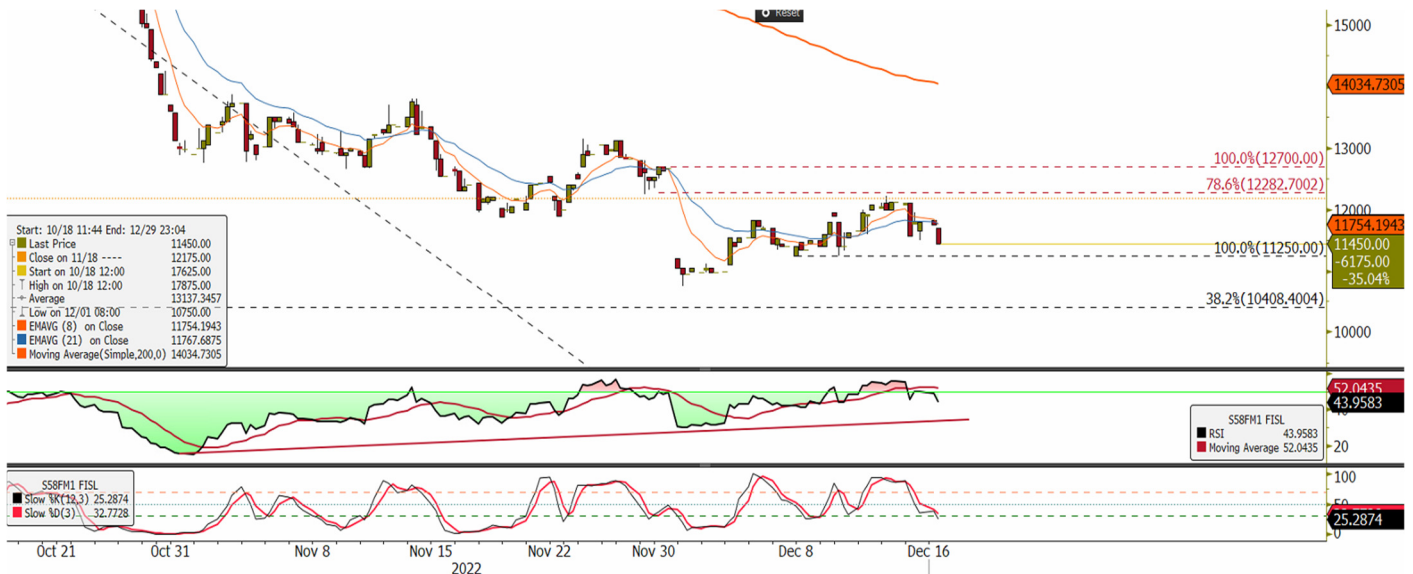 Reset
15000
14034.7305
13000
100.0%(12700.00)
78.6%(12282.7002)
12000
11754.1943
11450.00
-6175.00
-35.04%
100.0%(11250.00)
38.2%(10408.4004)
10000
Start: 10/18 11:44 End: 12/29 23:04
Last Price 11450.00
Close on 11/18 ---- 12175.00
Start on 10/18 12:00 17625.00
High on 10/18 12:00 17875.00
Average 13137.3457
Low on 12/01 08:00 10750.00
EMAVG (8) on Close 11754.1943
EMAVG (21) on Close 11767.6875
Moving Average(Simple,200,0) 14034.7305
52.0435
43.9583
20
S58FM1 FISL
RSI 43.9583
Moving Average 52.0435
S58FM1 FISL
Slow %K(12,3) 25.2874
Slow %D(3) 32.7728
100
50
25.2874
0
Oct 21 Oct 31 Nov 8 Nov 15 Nov 22 Nov 30 Dec 8 Dec 16
2022